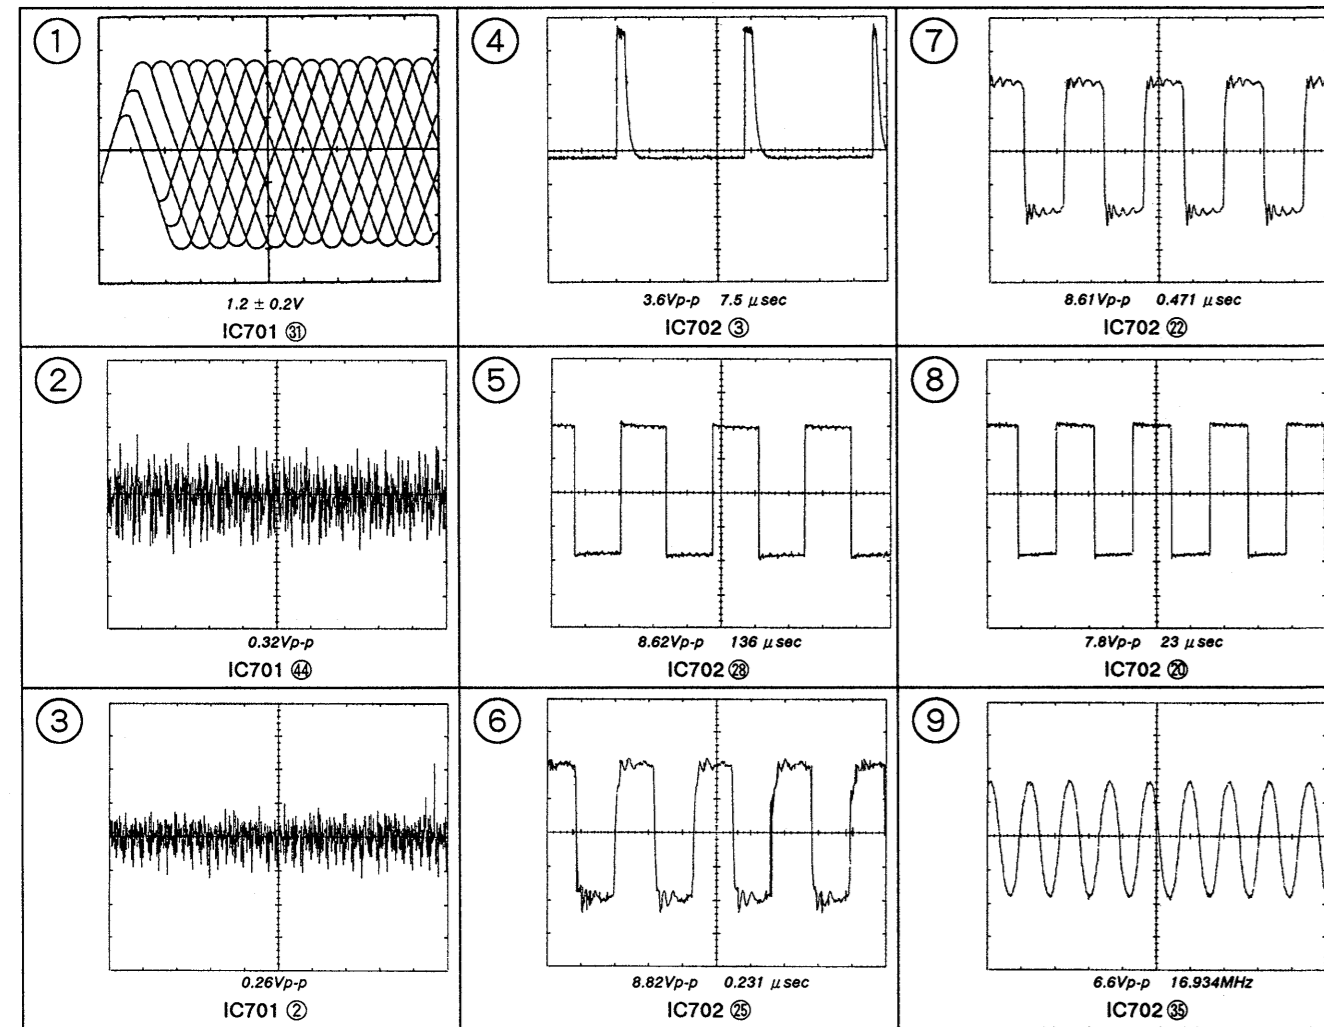 ①
1.2 ± 0.2V
IC701 ㉛
②
0.32Vp-p
IC701 ㊹
③
0.26Vp-p
IC701 ②
④
3.6Vp-p 7.5 μsec
IC702 ③
⑤
8.62Vp-p 136 μsec
IC702 ㉘
⑥
8.82Vp-p 0.231 μsec
IC702 ㉕
⑦
8.61Vp-p 0.471 μsec
IC702 ㉒
⑧
7.8Vp-p 23 μsec
IC702 ⑳
⑨
6.6Vp-p 16.934MHz
IC702 ㉟